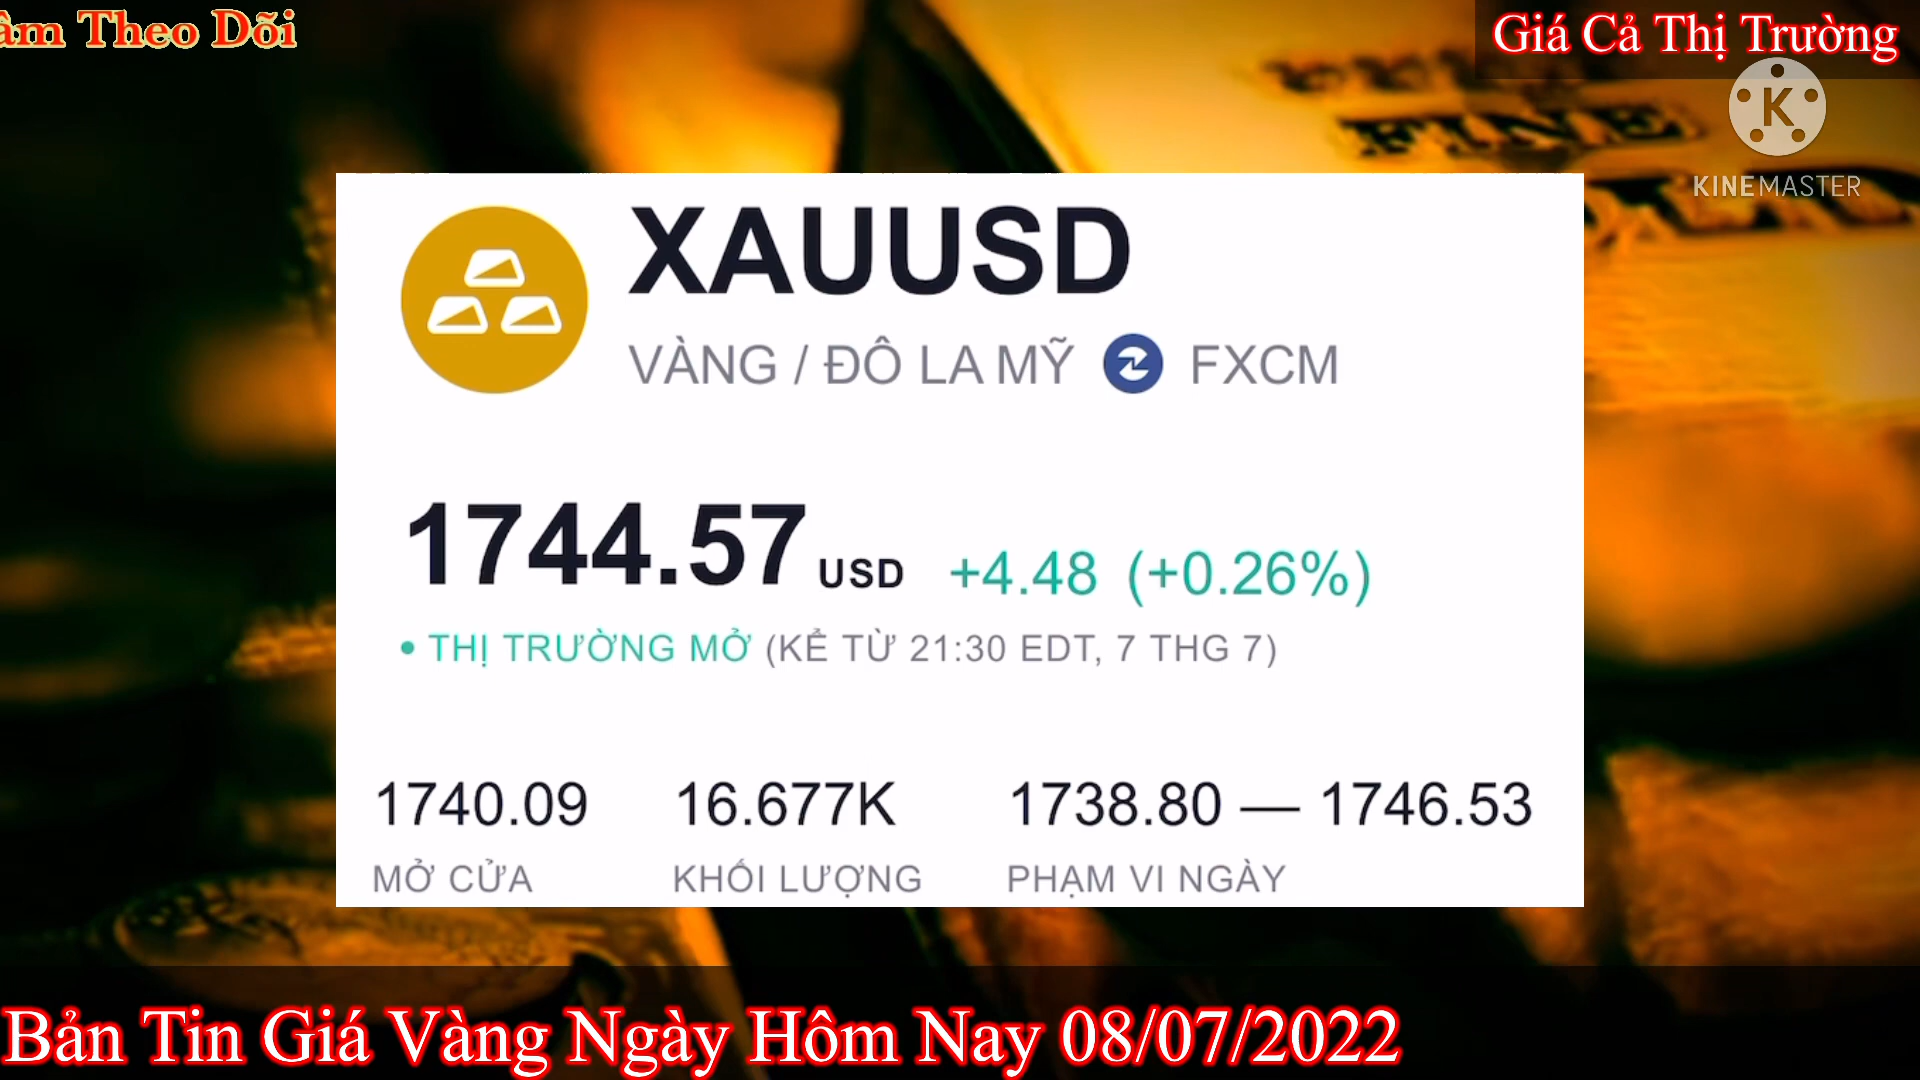 Theo Dõi
Giá Cả Thị Trường
K
KINEMASTER
FINE
XAUUSD
VÀNG / ĐÔ LA MỸ FXCM
1744.57 USD +4.48 (+0.26%)
• THỊ TRƯỜNG MỞ (KỂ TỪ 21:30 EDT, 7 THG 7)
1740.09 16.677K 1738.80 — 1746.53
MỞ CỬA KHỐI LƯỢNG PHẠM VI NGÀY
Bản Tin Giá Vàng Ngày Hôm Nay 08/07/2022